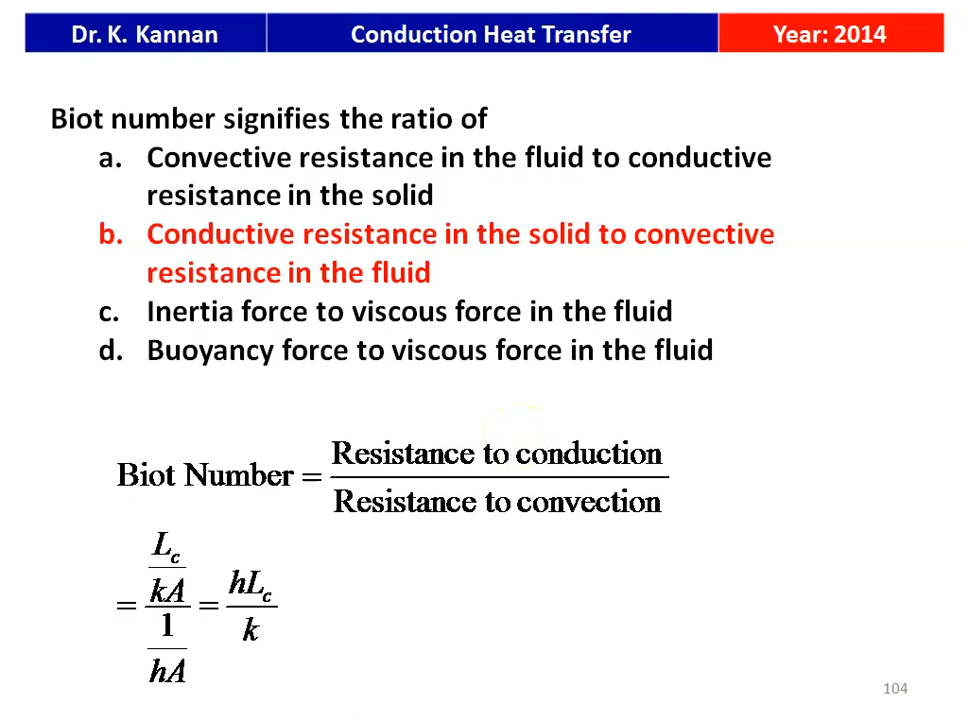 Dr. K. Kannan Conduction Heat Transfer Year: 2014
Biot number signifies the ratio of
a. Convective resistance in the fluid to conductive
resistance in the solid
b. Conductive resistance in the solid to convective
resistance in the fluid
c. Inertia force to viscous force in the fluid
d. Buoyancy force to viscous force in the fluid
Resistance to conduction
Biot Number =
Resistance to convection
L_c
kA
= = hL_c / k
1
hA
104